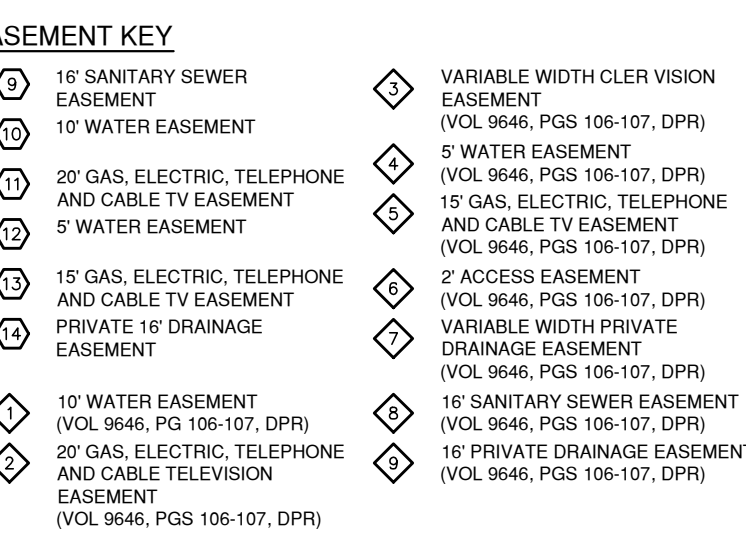 ASEMENT KEY
9 16' SANITARY SEWER
EASEMENT
10 10' WATER EASEMENT
11 20' GAS, ELECTRIC, TELEPHONE
AND CABLE TV EASEMENT
12 5' WATER EASEMENT
13 15' GAS, ELECTRIC, TELEPHONE
AND CABLE TV EASEMENT
14 PRIVATE 16' DRAINAGE
EASEMENT
1 10' WATER EASEMENT
(VOL 9646, PG 106-107, DPR)
2 20' GAS, ELECTRIC, TELEPHONE
AND CABLE TELEVISION
EASEMENT
(VOL 9646, PGS 106-107, DPR)
3 VARIABLE WIDTH CLER VISION
EASEMENT
(VOL 9646, PGS 106-107, DPR)
4 5' WATER EASEMENT
(VOL 9646, PGS 106-107, DPR)
5 15' GAS, ELECTRIC, TELEPHONE
AND CABLE TV EASEMENT
(VOL 9646, PGS 106-107, DPR)
6 2' ACCESS EASEMENT
(VOL 9646, PGS 106-107, DPR)
7 VARIABLE WIDTH PRIVATE
DRAINAGE EASEMENT
(VOL 9646, PGS 106-107, DPR)
8 16' SANITARY SEWER EASEMENT
(VOL 9646, PGS 106-107, DPR)
9 16' PRIVATE DRAINAGE EASEMENT
(VOL 9646, PGS 106-107, DPR)